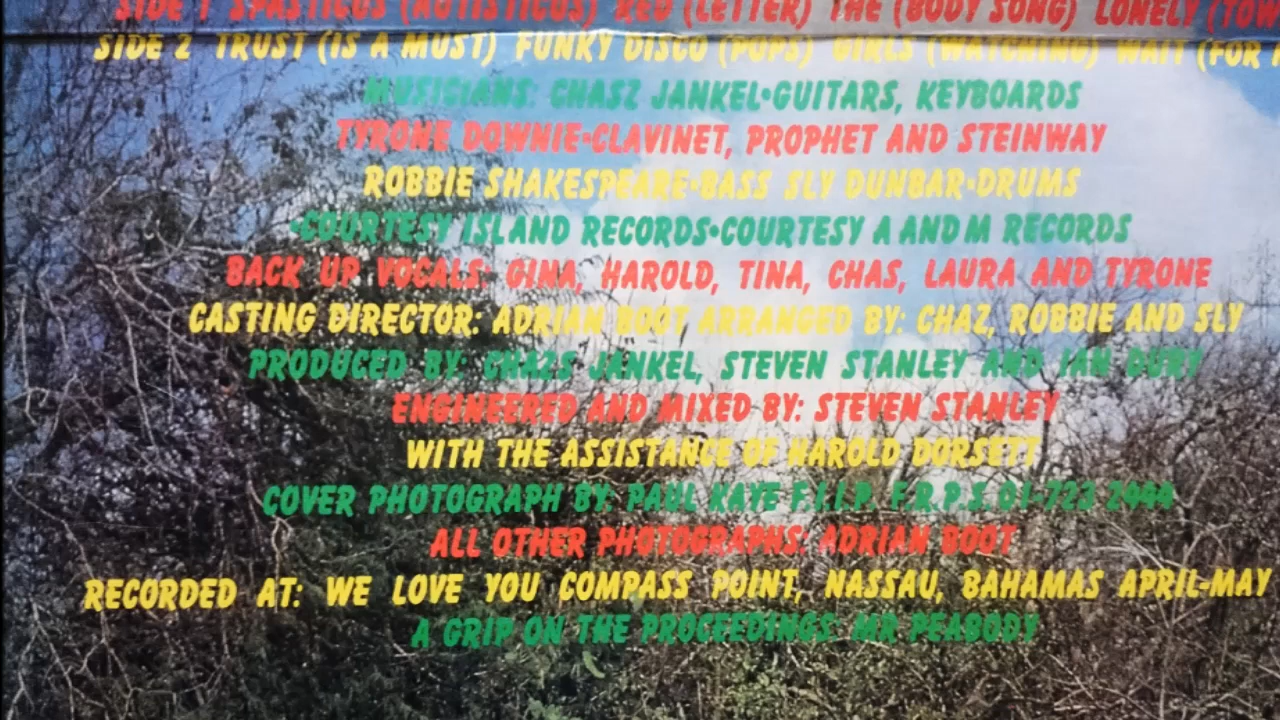 SIDE 1 SPASTICUS (AUTISTICUS) RED (LETTER) THE (BODY SONG) LONELY (TOW
SIDE 2 TRUST (IS A MUST) FUNKY DISCO (POPS) GIRLS (WATCHING) WAIT (FOR
MUSICIANS: CHASZ JANKEL•GUITARS, KEYBOARDS
TYRONE DOWNIE•CLAVINET, PROPHET AND STEINWAY
ROBBIE SHAKESPEARE•BASS SLY DUNBAR•DRUMS
•COURTESY ISLAND RECORDS•COURTESY A AND M RECORDS
BACK UP VOCALS: GINA, HAROLD, TINA, CHAS, LAURA AND TYRONE
CASTING DIRECTOR: ADRIAN BOOT ARRANGED BY: CHAZ, ROBBIE AND SLY
PRODUCED BY: CHAZS JANKEL, STEVEN STANLEY AND IAN DURY
ENGINEERED AND MIXED BY: STEVEN STANLEY
WITH THE ASSISTANCE OF HAROLD DORSETT
COVER PHOTOGRAPH BY: PAUL KAYE F.I.I.P. F.R.P.S. 01-723 2444
ALL OTHER PHOTOGRAPHS: ADRIAN BOOT
RECORDED AT: WE LOVE YOU COMPASS POINT, NASSAU, BAHAMAS APRIL-MAY
A GRIP ON THE PROCEEDINGS: MR PEABODY